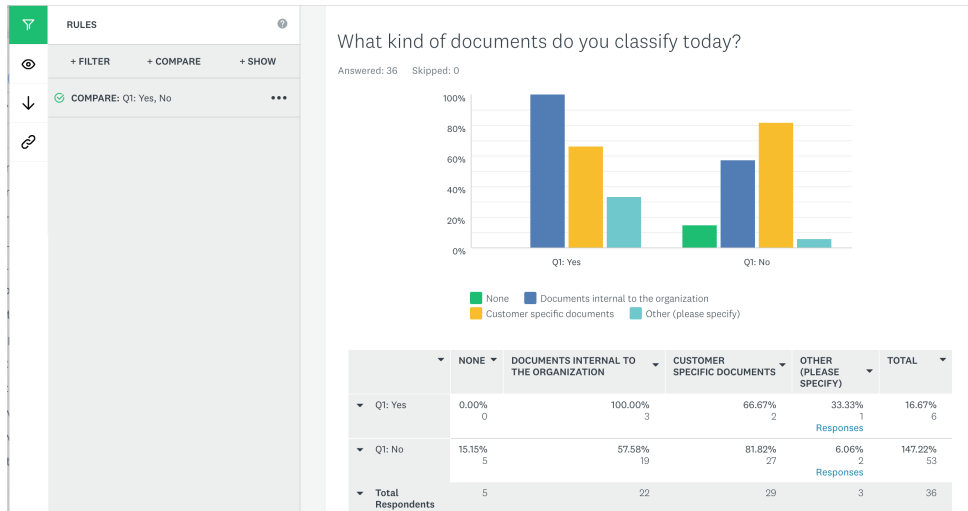 RULES
+ FILTER + COMPARE + SHOW
COMPARE: Q1: Yes, No
What kind of documents do you classify today?
Answered: 36 Skipped: 0
100%
80%
60%
40%
20%
0%
Q1: Yes Q1: No
None Documents internal to the organization
Customer specific documents Other (please specify)
NONE DOCUMENTS INTERNAL TO CUSTOMER OTHER TOTAL
THE ORGANIZATION SPECIFIC DOCUMENTS (PLEASE
SPECIFY)
Q1: Yes 0.00% 100.00% 66.67% 33.33% 16.67%
0 3 2 1 6
Responses
Q1: No 15.15% 57.58% 81.82% 6.06% 147.22%
5 19 27 2 53
Responses
Total 5 22 29 3 36
Respondents